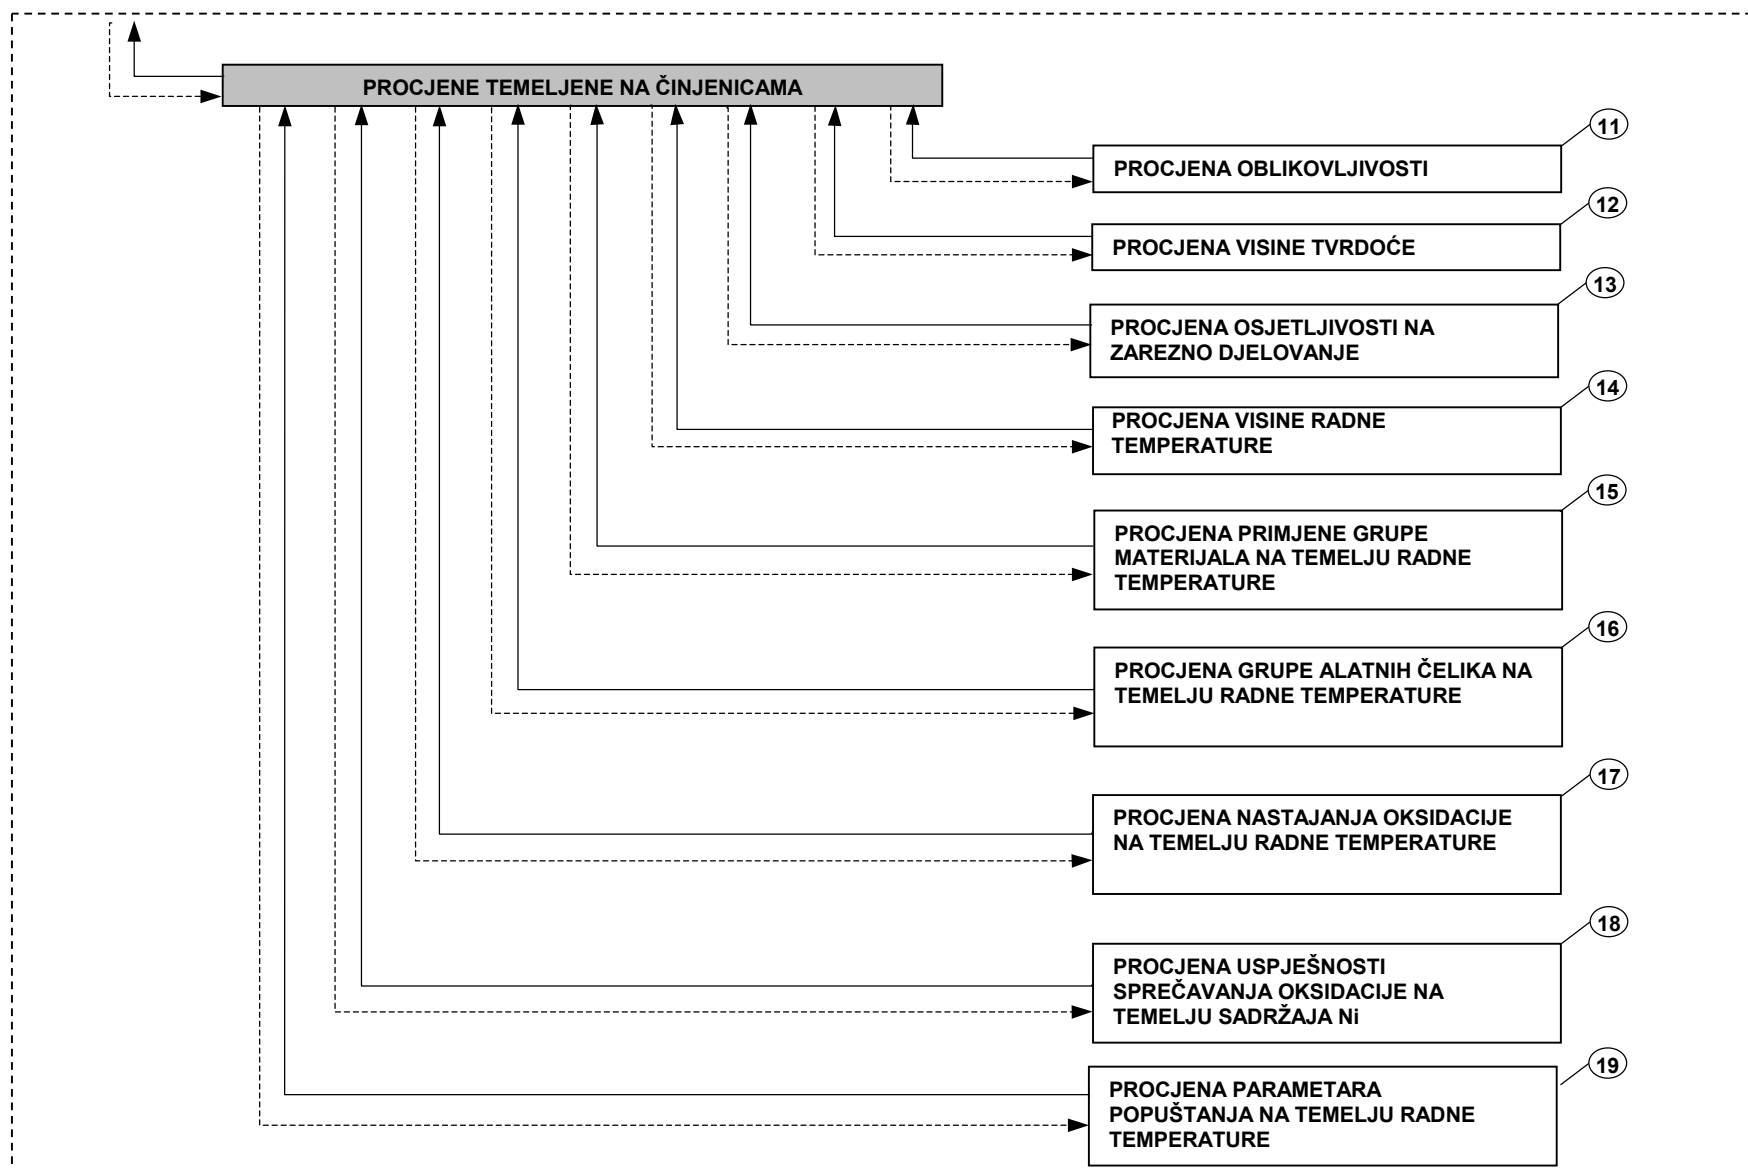 PROCJENE TEMELJENE NA ČINJENICAMA
11
PROCJENA OBLIKOVLJIVOSTI
12
PROCJENA VISINE TVRDOĆE
13
PROCJENA OSJETLJIVOSTI NA
ZAREZNO DJELOVANJE
14
PROCJENA VISINE RADNE
TEMPERATURE
15
PROCJENA PRIMJENE GRUPE
MATERIJALA NA TEMELJU RADNE
TEMPERATURE
16
PROCJENA GRUPE ALATNIH ČELIKA NA
TEMELJU RADNE TEMPERATURE
17
PROCJENA NASTAJANJA OKSIDACIJE
NA TEMELJU RADNE TEMPERATURE
18
PROCJENA USPJEŠNOSTI
SPREČAVANJA OKSIDACIJE NA
TEMELJU SADRŽAJA Ni
19
PROCJENA PARAMETARA
POPUŠTANJA NA TEMELJU RADNE
TEMPERATURE